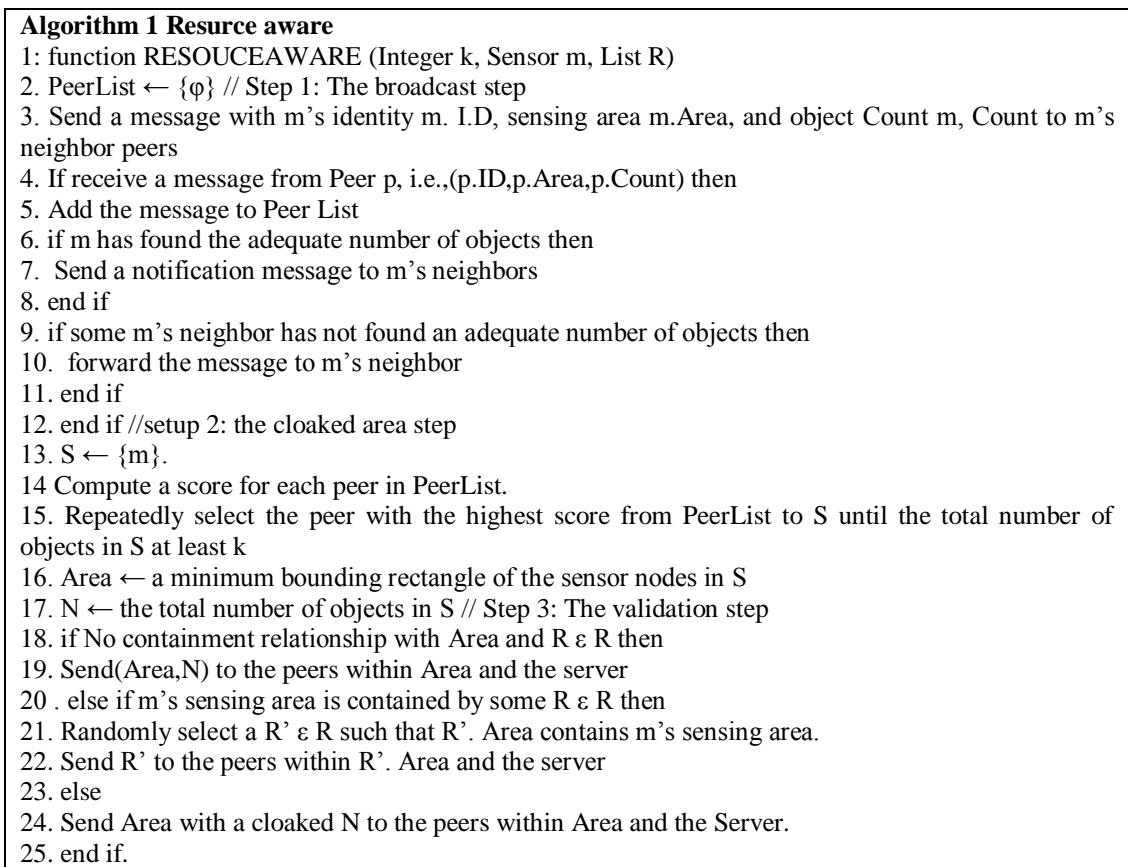 Algorithm 1 Resurce aware
1: function RESOUCEAWARE (Integer k, Sensor m, List R)
2. PeerList ← {φ} // Step 1: The broadcast step
3. Send a message with m’s identity m. I.D, sensing area m.Area, and object Count m, Count to m’s
neighbor peers
4. If receive a message from Peer p, i.e.,(p.ID,p.Area,p.Count) then
5. Add the message to Peer List
6. if m has found the adequate number of objects then
7. Send a notification message to m’s neighbors
8. end if
9. if some m’s neighbor has not found an adequate number of objects then
10. forward the message to m’s neighbor
11. end if
12. end if //setup 2: the cloaked area step
13. S ← {m}.
14 Compute a score for each peer in PeerList.
15. Repeatedly select the peer with the highest score from PeerList to S until the total number of
objects in S at least k
16. Area ← a minimum bounding rectangle of the sensor nodes in S
17. N ← the total number of objects in S // Step 3: The validation step
18. if No containment relationship with Area and R ε R then
19. Send(Area,N) to the peers within Area and the server
20 . else if m’s sensing area is contained by some R ε R then
21. Randomly select a R’ ε R such that R’. Area contains m’s sensing area.
22. Send R’ to the peers within R’. Area and the server
23. else
24. Send Area with a cloaked N to the peers within Area and the Server.
25. end if.